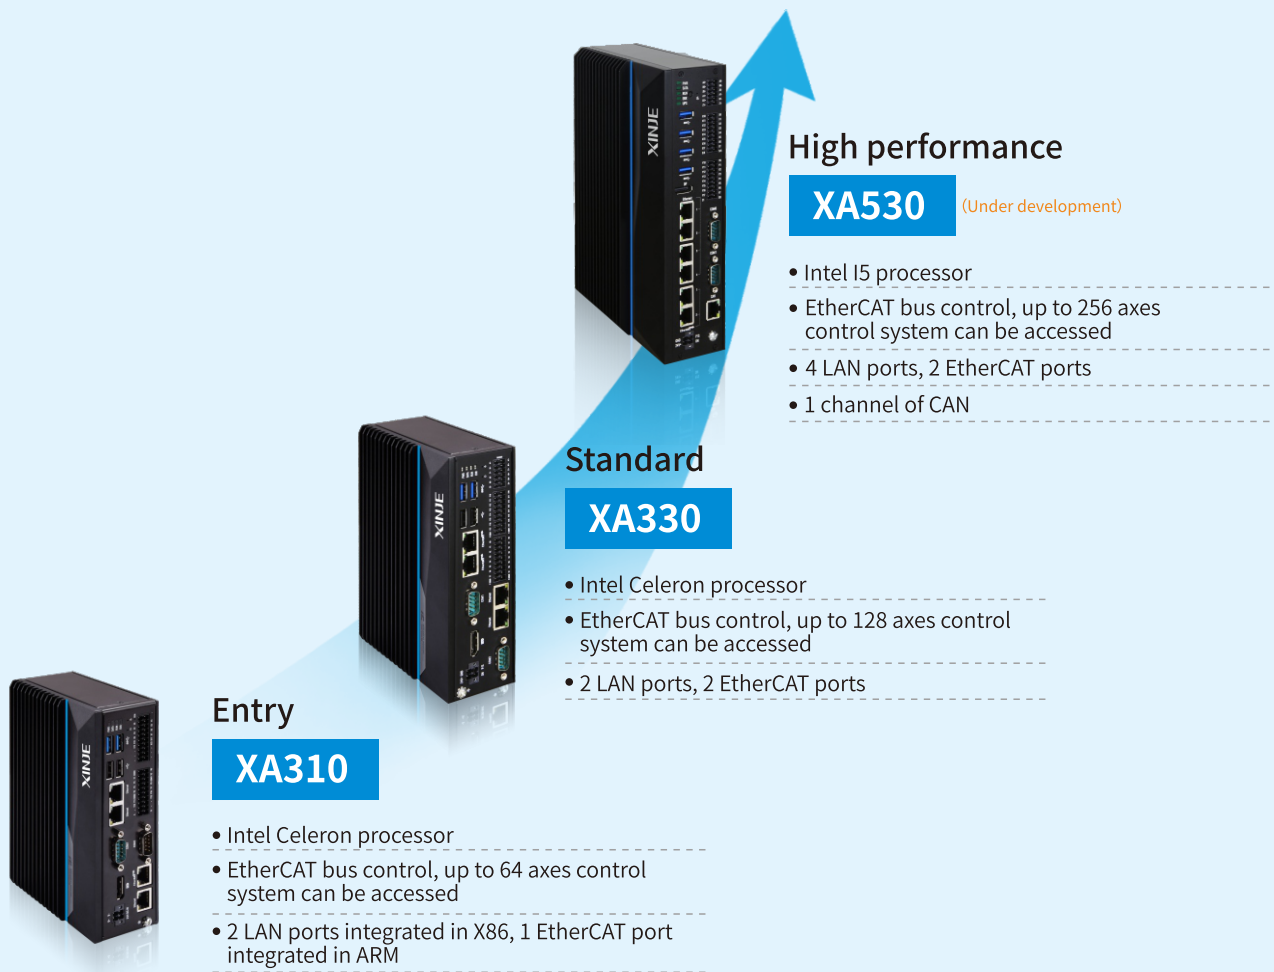 XINJE
High performance
XA530
(Under development)
• Intel I5 processor
• EtherCAT bus control, up to 256 axes
control system can be accessed
• 4 LAN ports, 2 EtherCAT ports
• 1 channel of CAN
XINJE
Standard
XA330
• Intel Celeron processor
• EtherCAT bus control, up to 128 axes control
system can be accessed
• 2 LAN ports, 2 EtherCAT ports
XINJE
Entry
XA310
• Intel Celeron processor
• EtherCAT bus control, up to 64 axes control
system can be accessed
• 2 LAN ports integrated in X86, 1 EtherCAT port
integrated in ARM